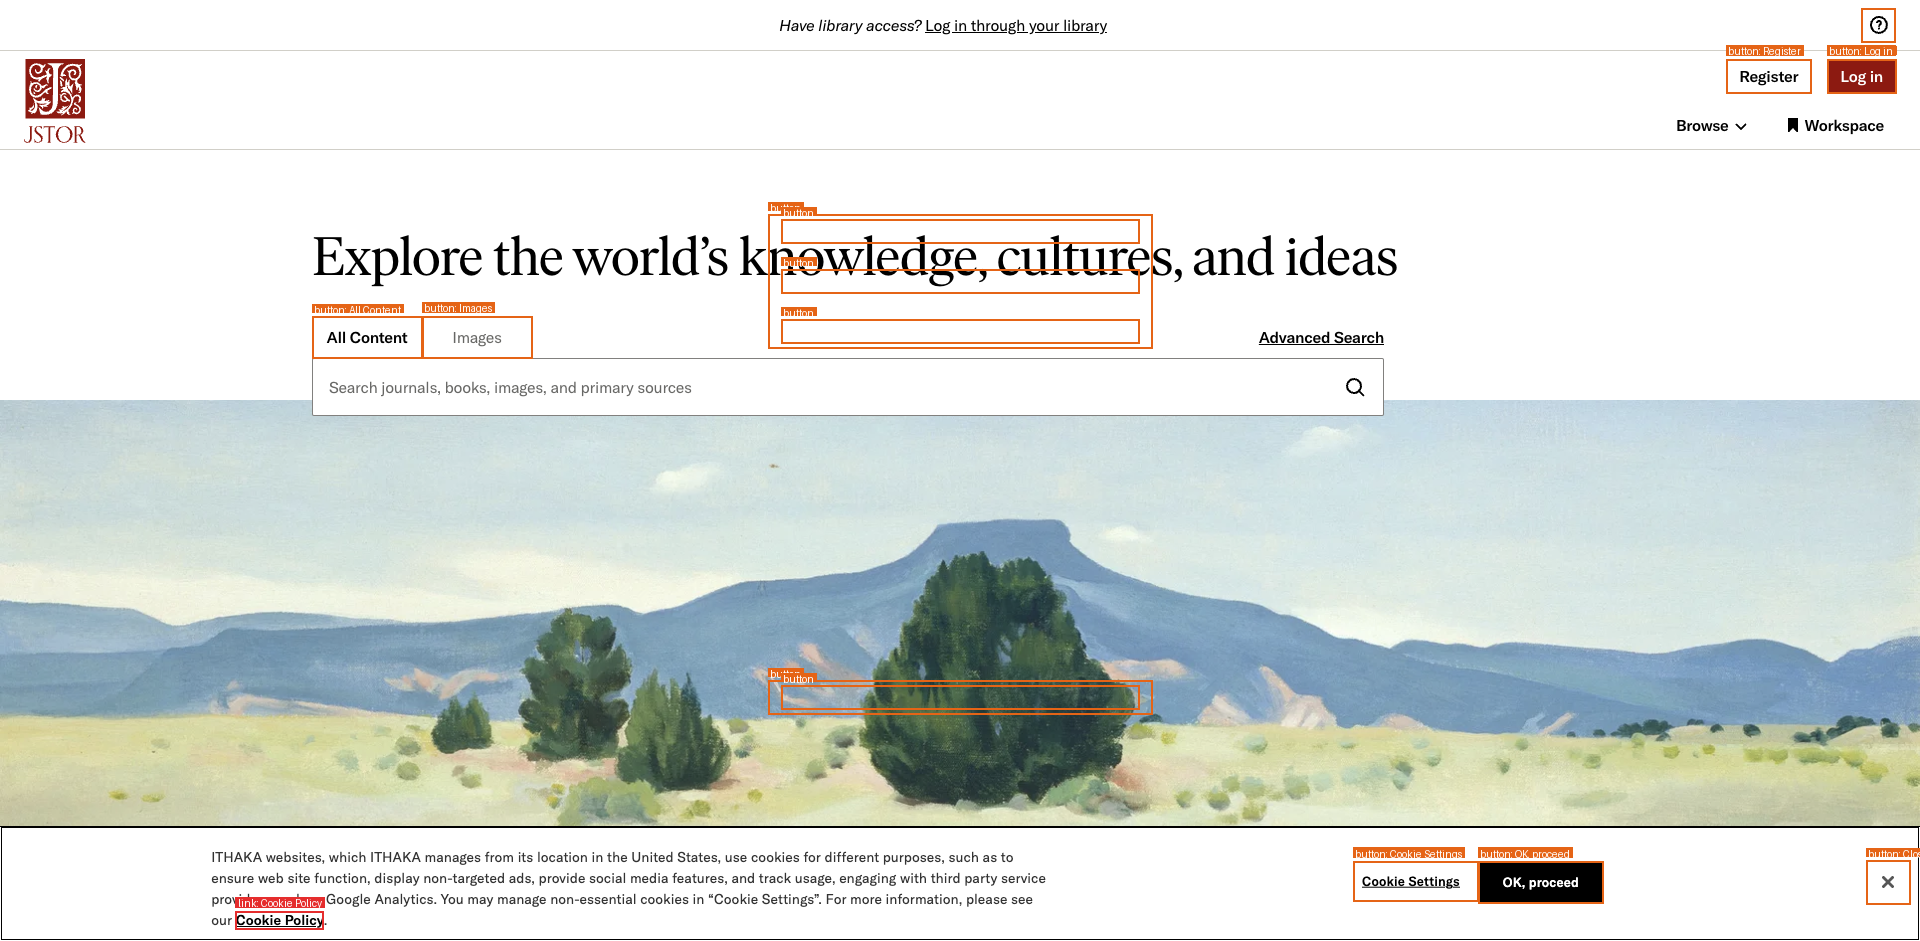 Have library access? Log in through your library
button: Register
button: Log in
Register
Log in
JSTOR
Browse
Workspace
button
button
Explore the world's knowledge, cultures, and ideas
button
button
button: All Content
button: Images
All Content
Images
Advanced Search
Search journals, books, images, and primary sources
button
button
ITHAKA websites, which ITHAKA manages from its location in the United States, use cookies for different purposes, such as to
ensure web site function, display non-targeted ads, provide social media features, and track usage, engaging with third party service
Google Analytics. You may manage non-essential cookies in “Cookie Settings”. For more information, please see
link: Cookie Policy
our Cookie Policy.
button: Cookie Settings
button: OK, proceed
Cookie Settings
OK, proceed
button: